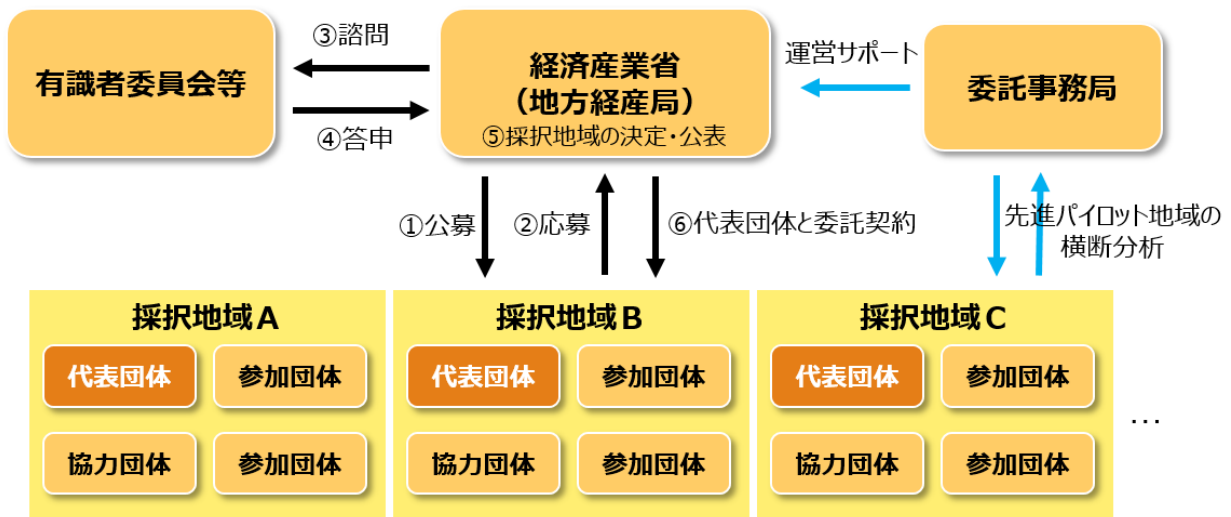 有識者委員会等
③諮問
④答申
経済産業省
（地方経産局）
⑤採択地域の決定・公表
運営サポート
委託事務局
①公募
②応募
⑥代表団体と委託契約
先進パイロット地域の
横断分析
採択地域A
代表団体
参加団体
協力団体
参加団体
採択地域B
代表団体
参加団体
協力団体
参加団体
採択地域C
代表団体
参加団体
協力団体
参加団体
…